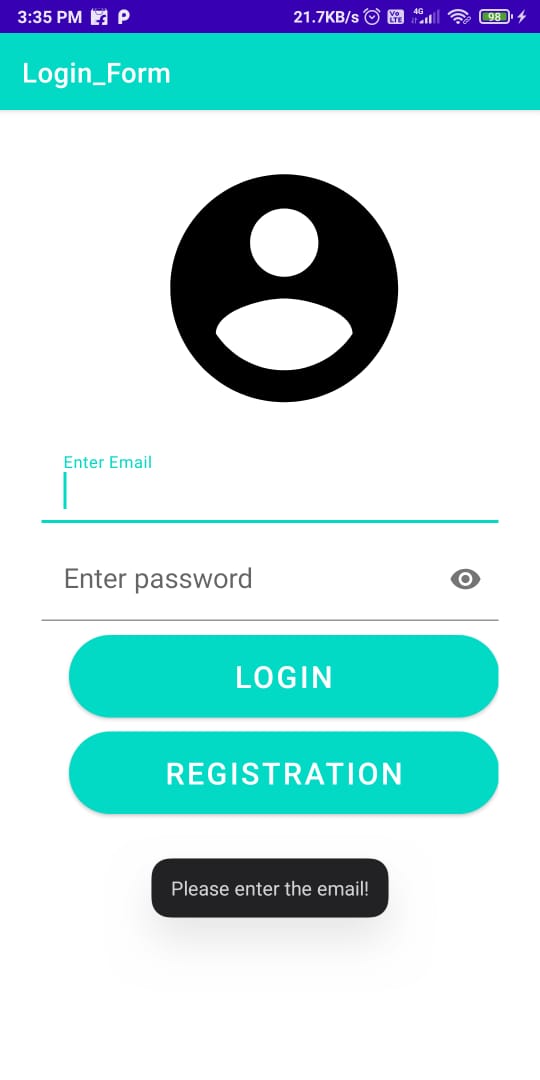 3:35 PM 21.7KB/s Vo LTE 4G 98
Login_Form
Enter Email
Enter password
LOGIN
REGISTRATION
Please enter the email!